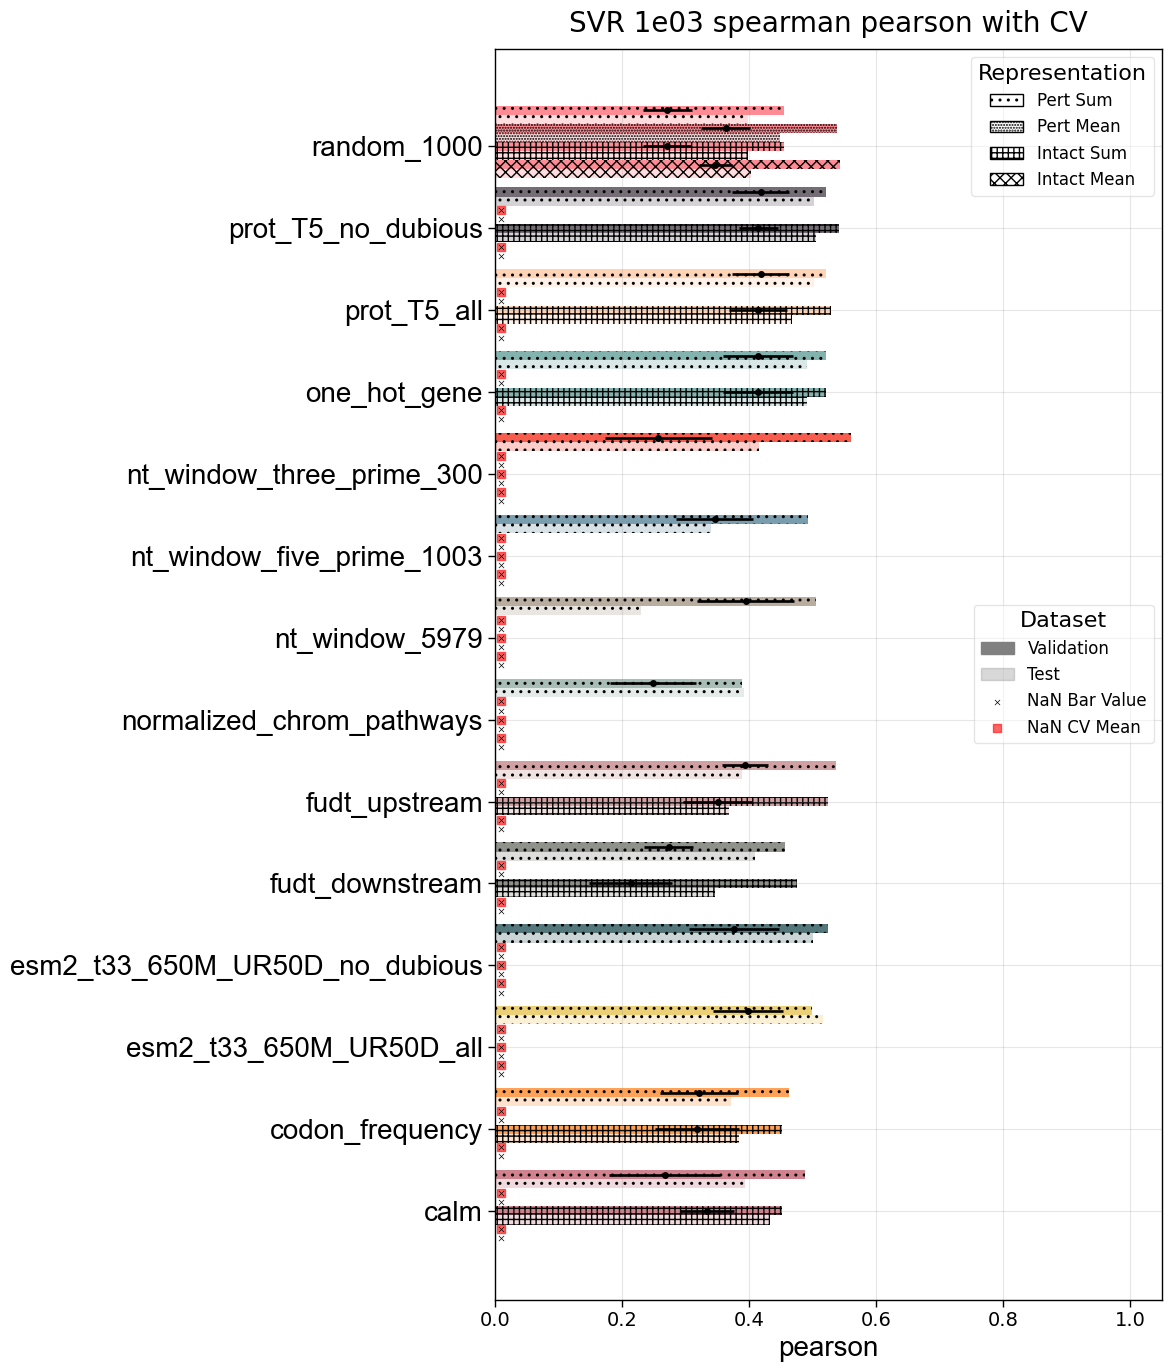 SVR 1e03 spearman pearson with CV
Representation
Pert Sum
Pert Mean
Intact Sum
Intact Mean
random_1000
prot_T5_no_dubious
prot_T5_all
one_hot_gene
nt_window_three_prime_300
nt_window_five_prime_1003
nt_window_5979
normalized_chrom_pathways
fudt_upstream
fudt_downstream
esm2_t33_650M_UR50D_no_dubious
esm2_t33_650M_UR50D_all
codon_frequency
calm
Dataset
Validation
Test
NaN Bar Value
NaN CV Mean
0.0 0.2 0.4 0.6 0.8 1.0
pearson